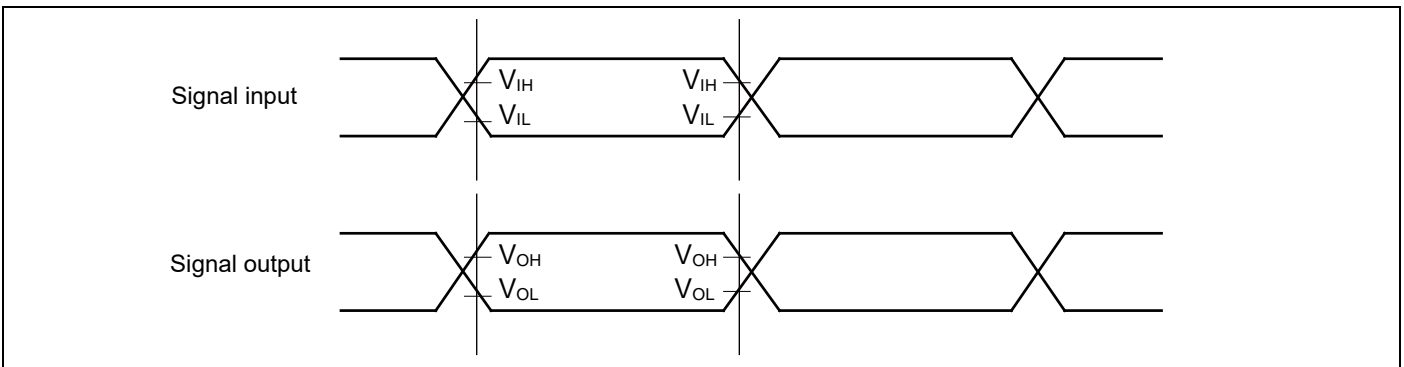 Signal input
VIH
VIH
VIL
VIL
Signal output
VOH
VOH
VOL
VOL